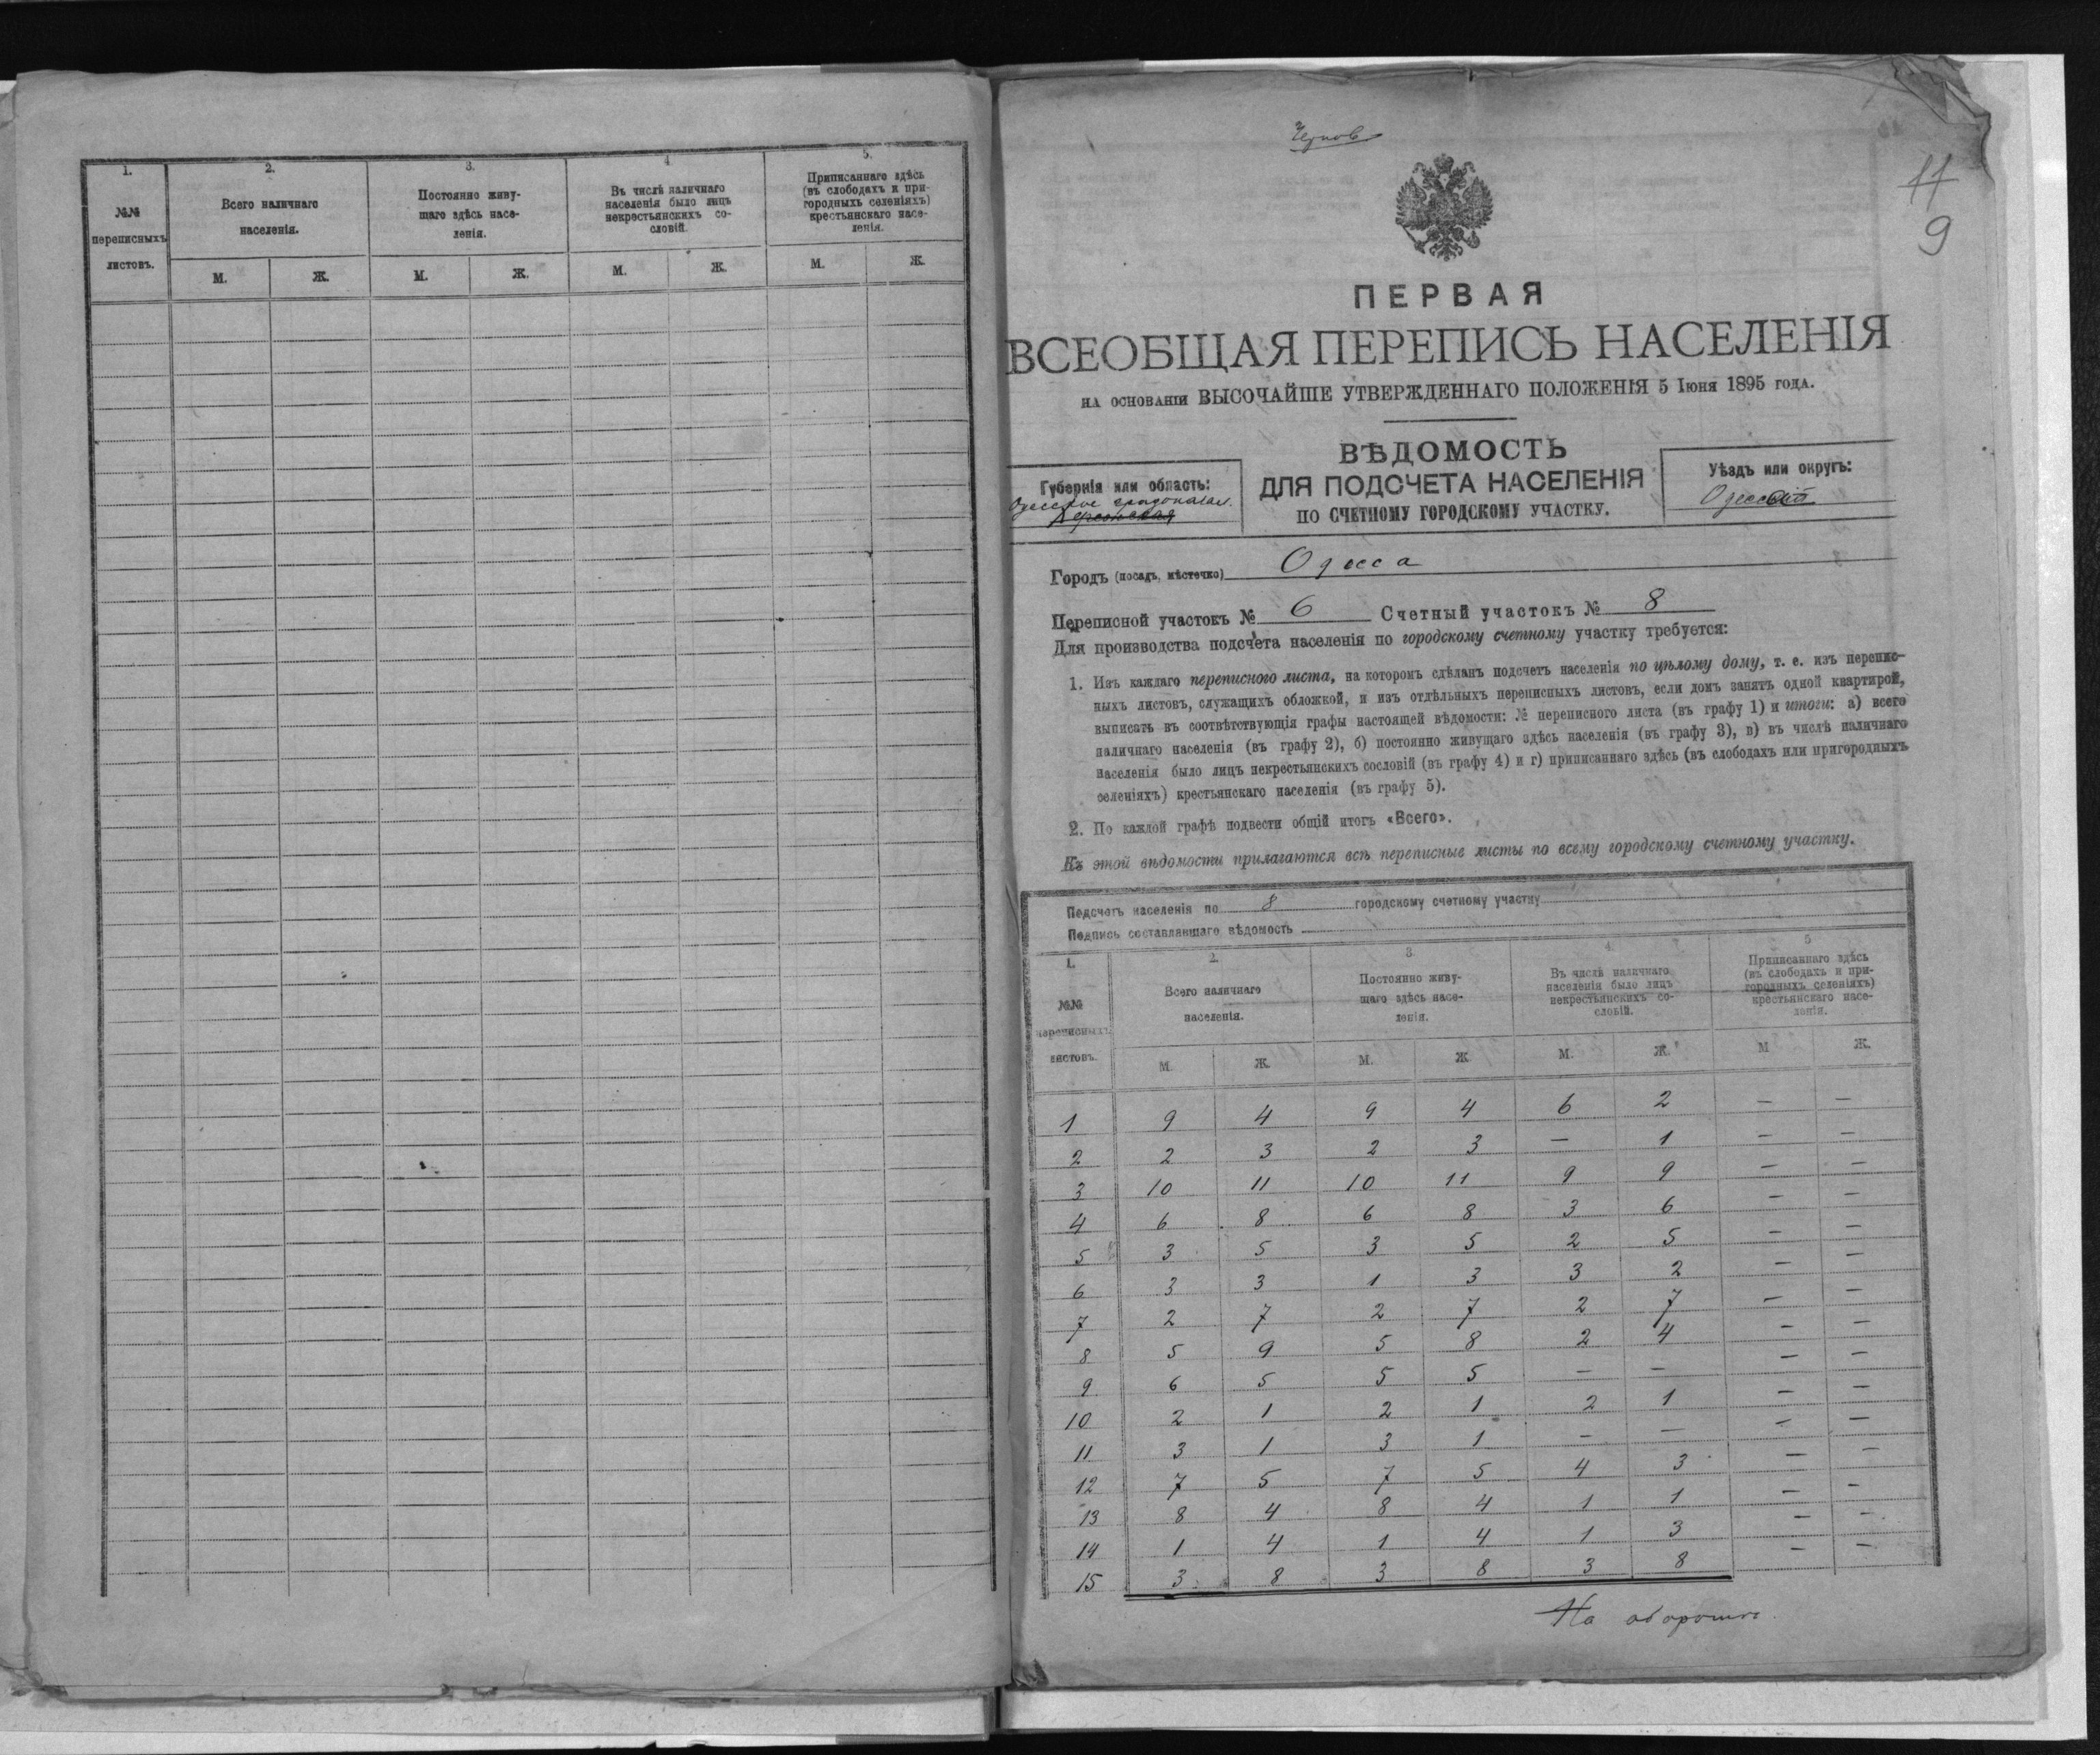 1.
№№
переписныхъ
листовъ.
2.
Всего наличнаго
населенія.
3.
Постоянно живу-
щаго здѣсь насе-
ленія.
4
Въ числѣ наличнаго
населенія было лицъ
некрестьянскихъ со-
словій.
5.
Приписаннаго здѣсь
(въ слободахъ и при-
городныхъ селеніяхъ)
крестьянскаго насе-
ленія.
М. Ж. М. Ж. М. Ж. М. Ж.
11
9
ПЕРВАЯ
ВСЕОБЩАЯ ПЕРЕПИСЬ НАСЕЛЕНІЯ
НА ОСНОВАНІИ ВЫСОЧАЙШЕ УТВЕРЖДЕННАГО ПОЛОЖЕНІЯ 5 Іюня 1895 года.
ВѢДОМОСТЬ
ДЛЯ ПОДСЧЕТА НАСЕЛЕНІЯ
ПО СЧЕТНОМУ ГОРОДСКОМУ УЧАСТКУ.
Губернія или область:
Одесское градоначал.
Херсонская
Уѣздъ или округъ:
Городъ (посадъ, мѣстечко) Одесса
Переписной участокъ № 6 Счетный участокъ № 8
Для производства подсчета населенія по городскому счетному участку требуется:
1. Изъ каждаго переписного листа, на которомъ сдѣланъ подсчетъ населенія по цѣлому дому, т. е. изъ перепис-
ныхъ листовъ, служащихъ обложкой, и изъ отдѣльныхъ переписныхъ листовъ, если домъ занятъ одной квартирой,
выписать въ соотвѣтствующія графы настоящей вѣдомости: № переписного листа (въ графу 1) и итоги: а) всего
наличнаго населенія (въ графу 2), б) постоянно живущаго здѣсь населенія (въ графу 3), в) въ числѣ наличнаго
населенія было лицъ некрестьянскихъ сословій (въ графу 4) и г) приписаннаго здѣсь (въ слободахъ или пригородныхъ
селеніяхъ) крестьянскаго населенія (въ графу 5).
2. По каждой графѣ подвести общій итогъ «Всего».
Къ этой вѣдомости прилагаются всѣ переписные листы по всему городскому счетному участку.
Подсчетъ населенія по 8 городскому счетному участку
Подпись составлявшаго вѣдомость
1.
№№
переписныхъ
листовъ.
2.
Всего наличнаго
населенія.
3.
Постоянно живу-
щаго здѣсь насе-
ленія.
4.
Въ числѣ наличнаго
населенія было лицъ
некрестьянскихъ со-
словій.
5
Приписаннаго здѣсь
(въ слободахъ и при-
городныхъ селеніяхъ)
крестьянскаго насе-
ленія.
М. Ж. М. Ж. М. Ж. М Ж.
1 9 4 9 4 6 2 — —
2 2 3 2 3 — 1 — —
3 10 11 10 11 9 9 — —
4 6 8 6 8 3 6 — —
5 3 5 3 5 2 5 — —
6 3 3 1 3 3 2 — —
7 2 7 2 7 2 7 — —
8 5 9 5 8 2 4 — —
9 6 5 5 5 — — — —
10 2 1 2 1 2 1 — —
11 3 1 3 1 — — — —
12 7 5 7 5 4 3 — —
13 8 4 8 4 1 1 — —
14 1 4 1 4 1 3 — —
15 3 8 3 8 3 8 — —
На оборотѣ